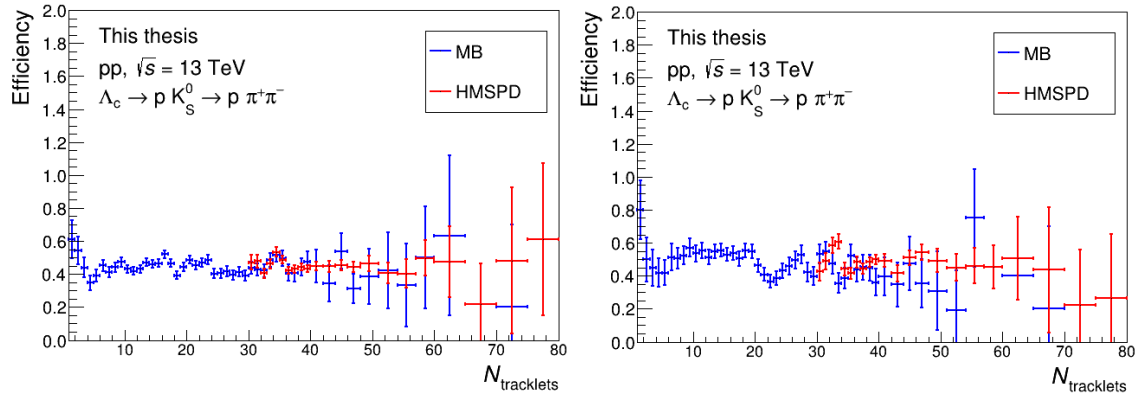 Efficiency
2.0
1.8
1.6
1.4
1.2
1.0
0.8
0.6
0.4
0.2
0.0
This thesis
pp, √s = 13 TeV
Λc → p K⁰S → p π⁺π⁻
MB
HMSPD
10 20 30 40 50 60 70 80
Ntracklets
Efficiency
2.0
1.8
1.6
1.4
1.2
1.0
0.8
0.6
0.4
0.2
0.0
This thesis
pp, √s = 13 TeV
Λc → p K⁰S → p π⁺π⁻
MB
HMSPD
10 20 30 40 50 60 70 80
Ntracklets